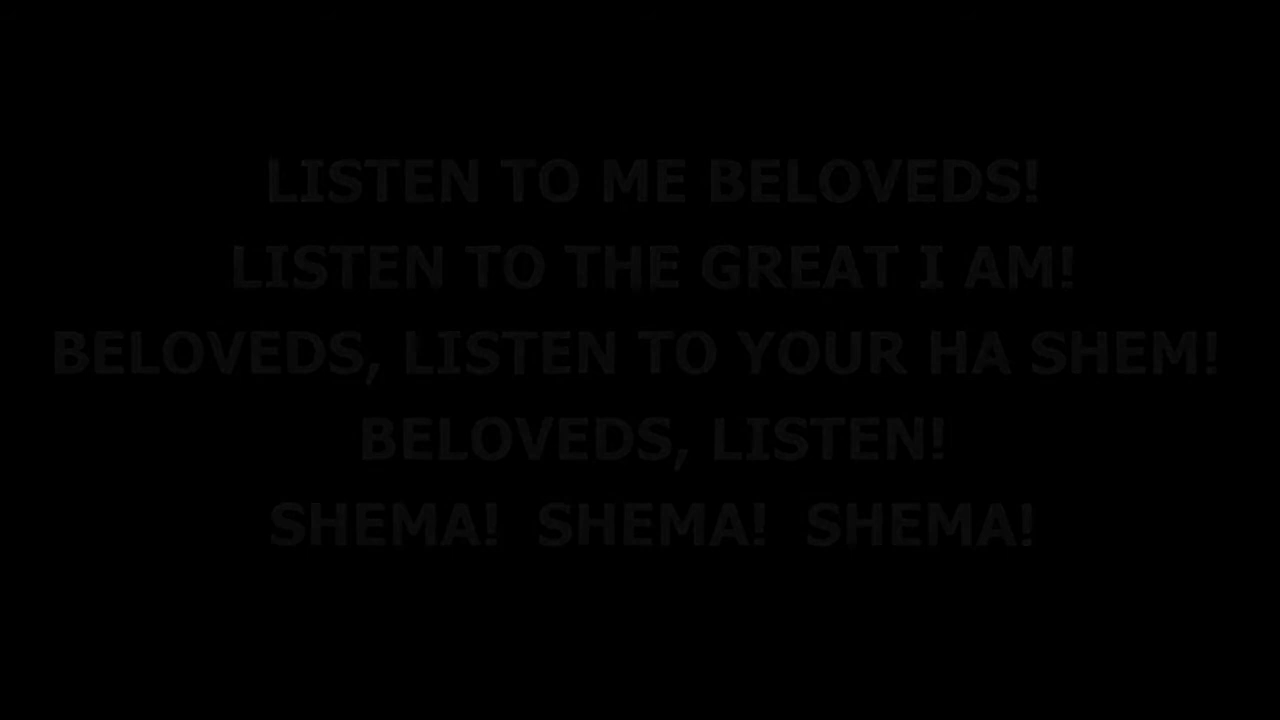 LISTEN TO ME BELOVEDS!
LISTEN TO THE GREAT I AM!
BELOVEDS, LISTEN TO YOUR HA SHEM!
BELOVEDS, LISTEN!
SHEMA!  SHEMA!  SHEMA!